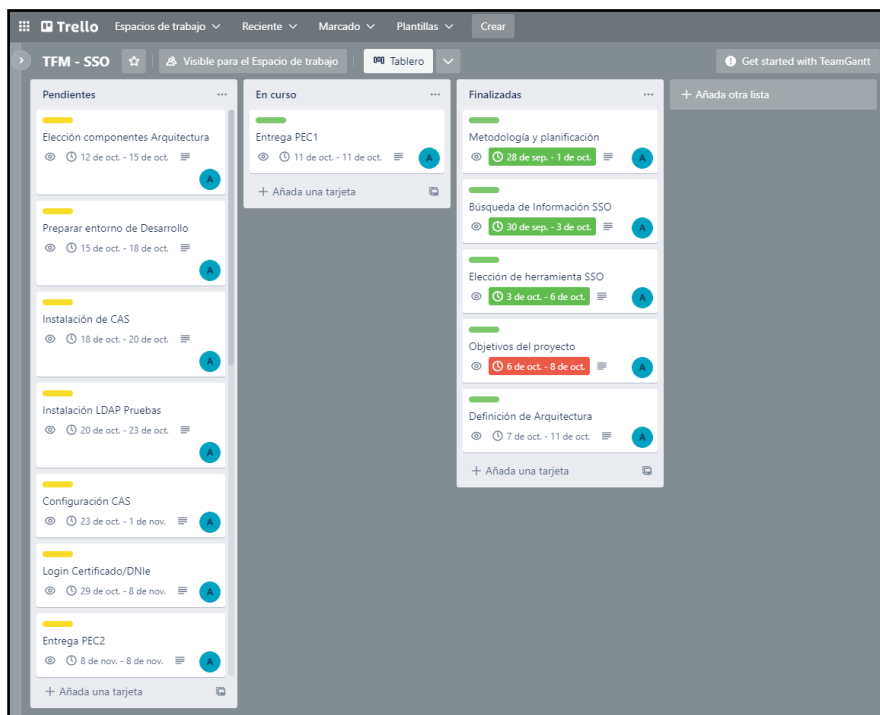 Trello Espacios de trabajo Reciente Marcado Plantillas Crear
TFM - SSO Visible para el Espacio de trabajo Tablero Get started with TeamGantt
Pendientes
Elección componentes Arquitectura
12 de oct. - 15 de oct.
A
Preparar entorno de Desarrollo
15 de oct. - 18 de oct.
A
Instalación de CAS
18 de oct. - 20 de oct.
A
Instalación LDAP Pruebas
20 de oct. - 23 de oct.
A
Configuración CAS
23 de oct. - 1 de nov.
A
Login Certificado/DNIe
29 de oct. - 8 de nov.
A
Entrega PEC2
8 de nov. - 8 de nov.
A
+ Añada una tarjeta
En curso
Entrega PEC1
11 de oct. - 11 de oct.
A
+ Añada una tarjeta
Finalizadas
Metodología y planificación
28 de sep. - 1 de oct.
A
Búsqueda de Información SSO
30 de sep. - 3 de oct.
A
Elección de herramienta SSO
3 de oct. - 6 de oct.
A
Objetivos del proyecto
6 de oct. - 8 de oct.
A
Definición de Arquitectura
7 de oct. - 11 de oct.
A
+ Añada una tarjeta
+ Añada otra lista